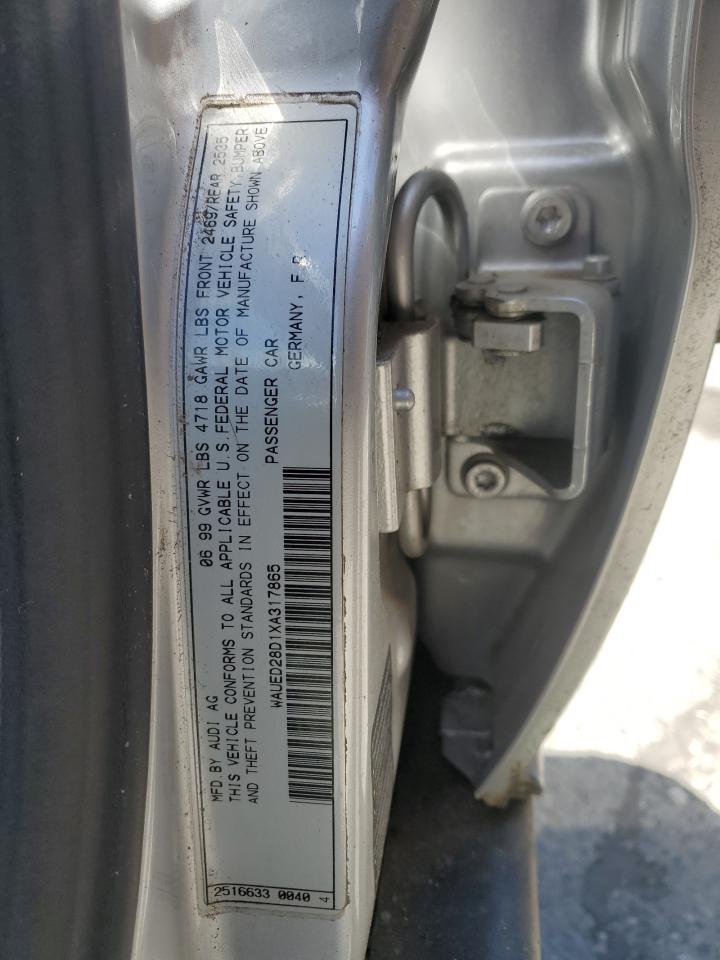 MFD. BY AUDI AG 06 99 GVWR LBS 4718 GAWR LBS FRONT 2469/REAR 2535
THIS VEHICLE CONFORMS TO ALL APPLICABLE U.S. FEDERAL MOTOR VEHICLE SAFETY, BUMPER
AND THEFT PREVENTION STANDARDS IN EFFECT ON THE DATE OF MANUFACTURE SHOWN ABOVE
WAUED28D1XA317865 PASSENGER CAR
GERMANY, F.R.
2516633 0040
4